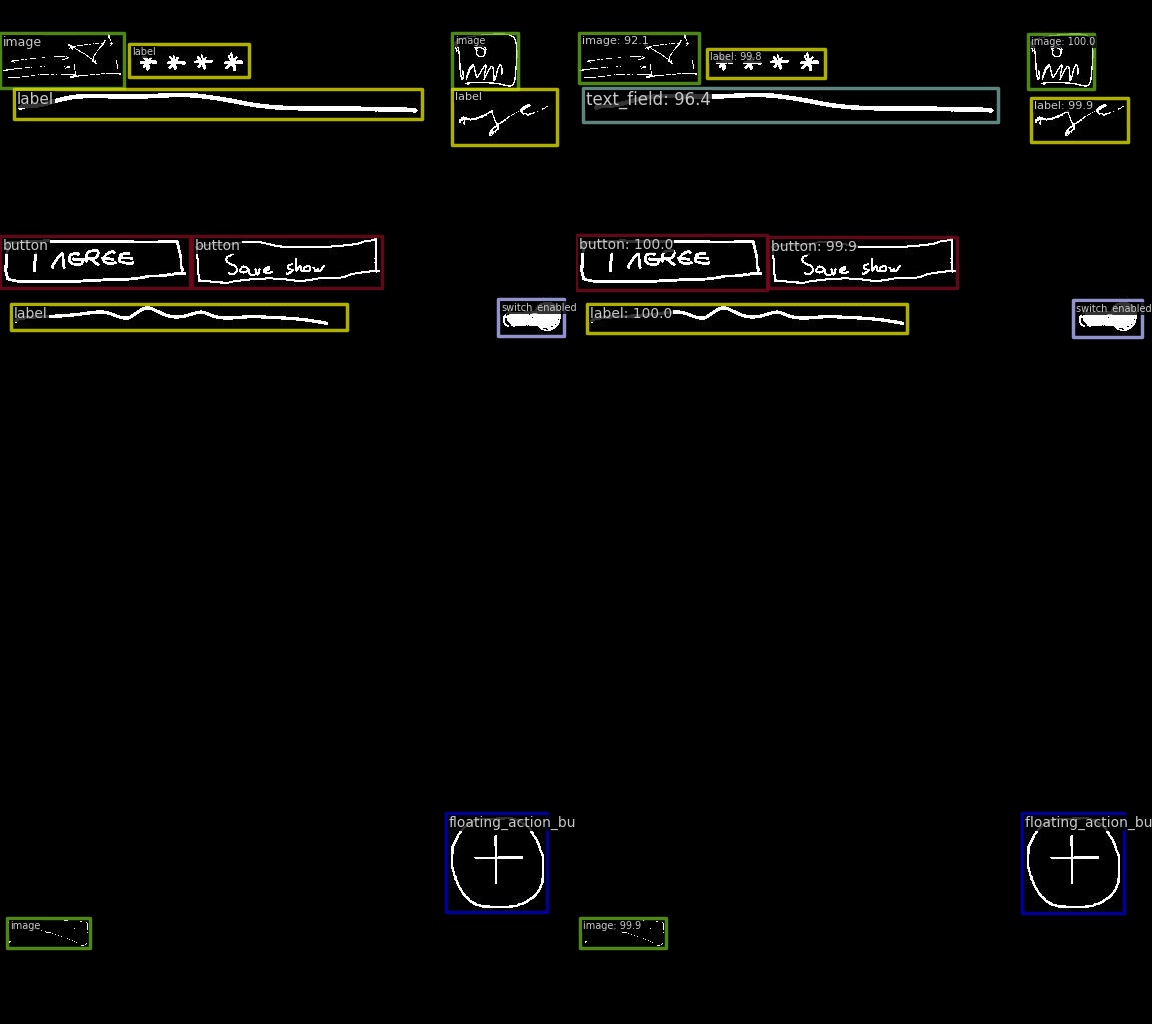 image
label
* * * *
image
image: 92.1
label: 99.8
* * * *
image: 100.0
label
label
text_field: 96.4
label: 99.9
button
I AGREE
button
Save show
button: 100.0
I AGREE
button: 99.9
Save show
label
switch_enabled
label: 100.0
switch_enabled
floating_action_bu
floating_action_bu
image
image: 99.9